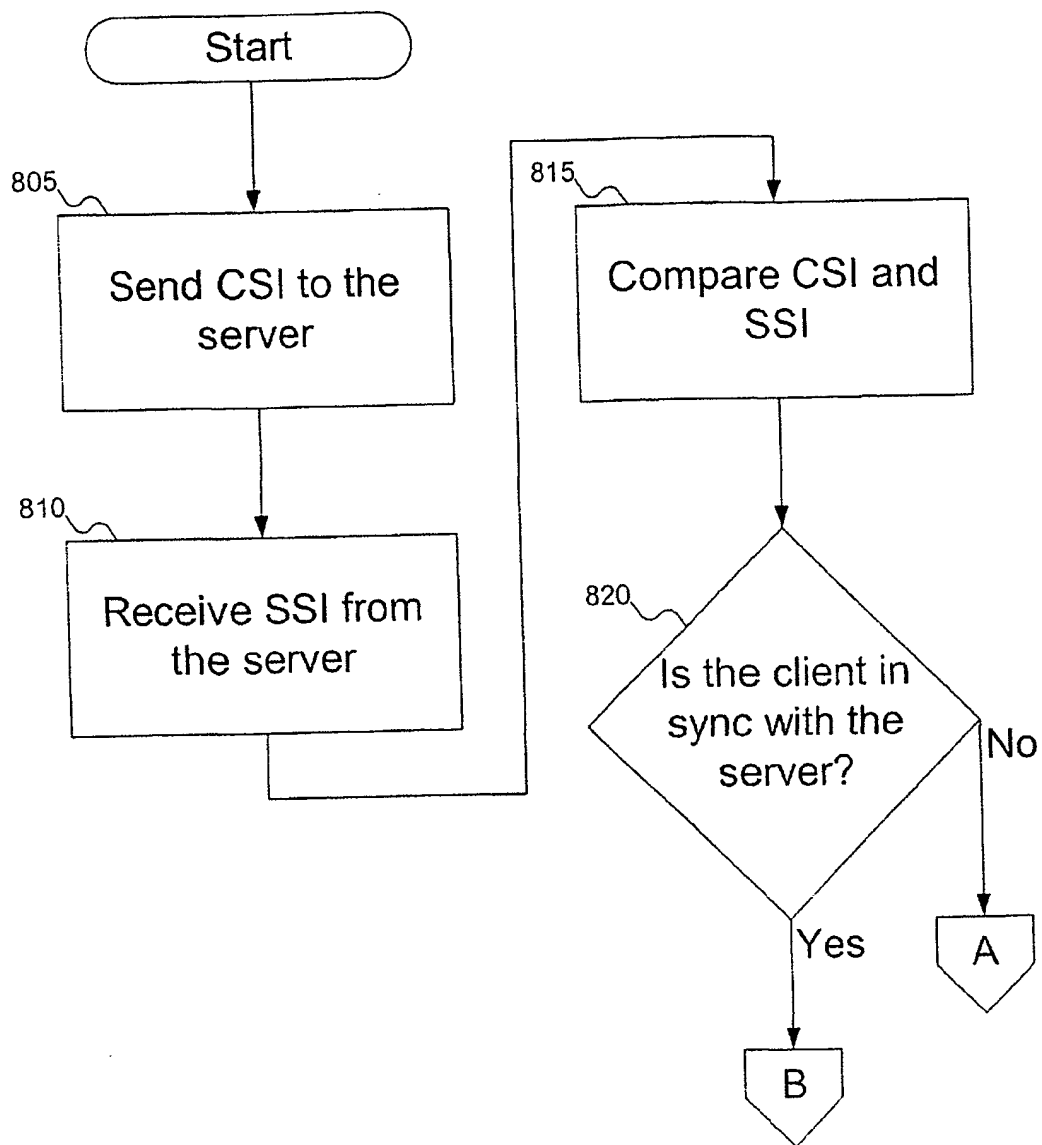 Start
805
Send CSI to the
server
810
Receive SSI from
the server
815
Compare CSI and
SSI
820
Is the client in
sync with the
server?
No
Yes
A
B